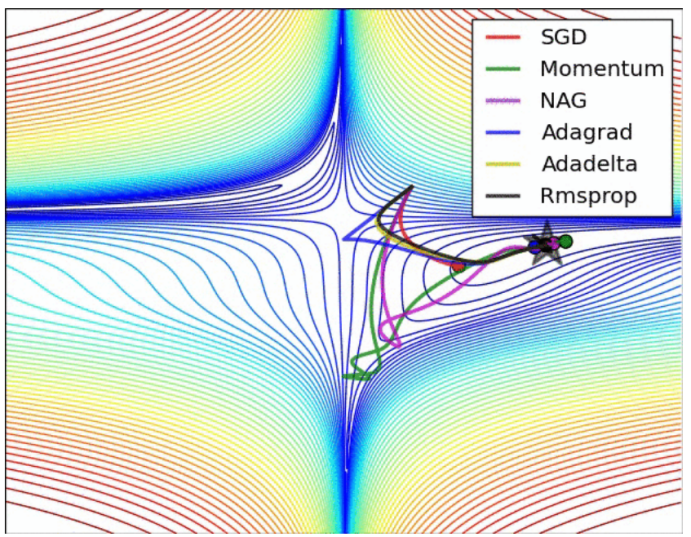 SGD
Momentum
NAG
Adagrad
Adadelta
Rmsprop